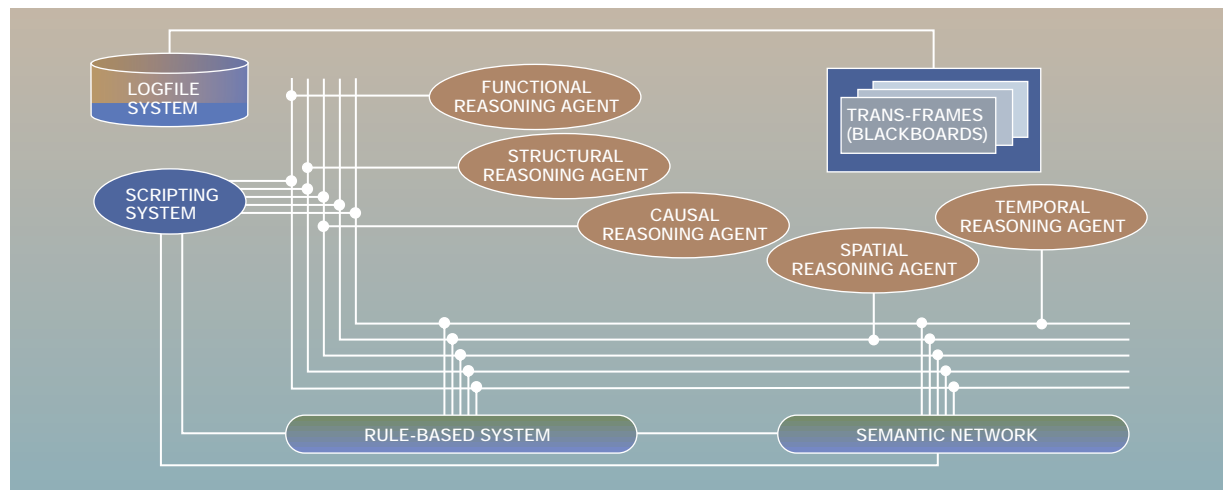 LOGFILE
SYSTEM
FUNCTIONAL
REASONING AGENT
TRANS-FRAMES
(BLACKBOARDS)
STRUCTURAL
REASONING AGENT
SCRIPTING
SYSTEM
CAUSAL
REASONING AGENT
TEMPORAL
REASONING AGENT
SPATIAL
REASONING AGENT
RULE-BASED SYSTEM
SEMANTIC NETWORK